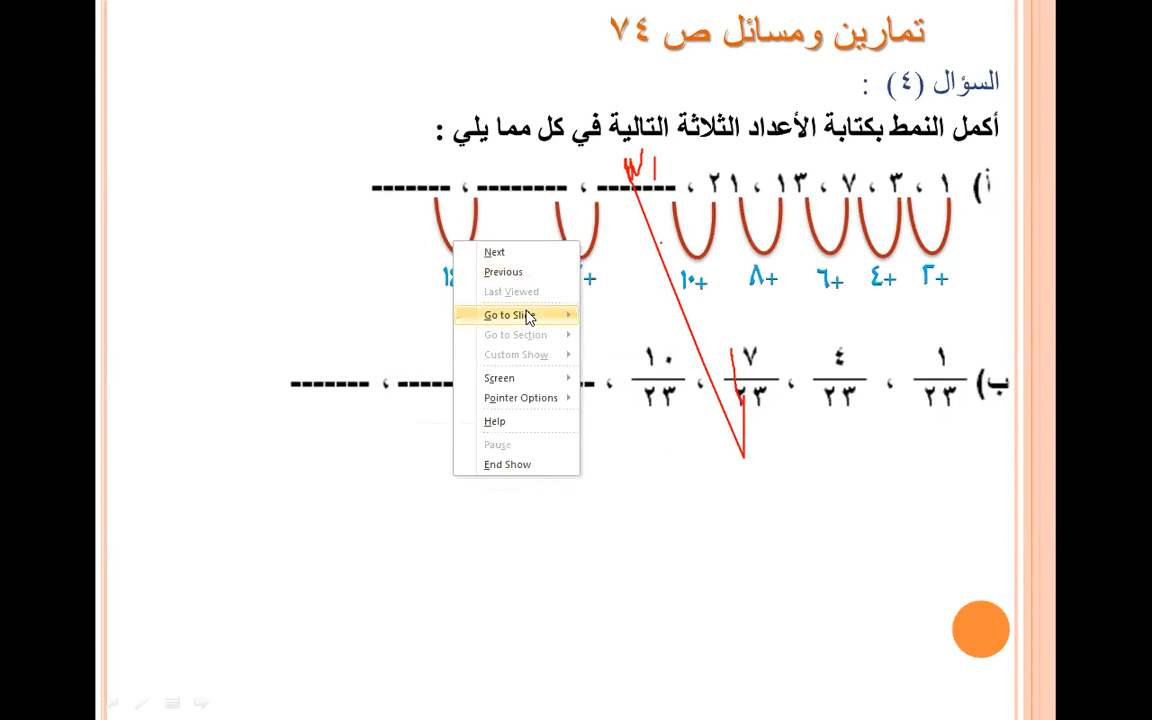 تمارين ومسائل ص ٧٤
السؤال (٤) :
أكمل النمط بكتابة الأعداد الثلاثة التالية في كل مما يلي :
أ) ١ ، ٣ ، ٧ ، ١٣ ، ٢١ ، ------- ، -------- ، -------
٢+ ٤+ ٦+ ٨+ ١٠+
ب) ١/٢٣ ، ٤/٢٣ ، ٧/٢٣ ، ١٠/٢٣ ، ------- ، -------
Next
Previous
Last Viewed
Go to Slide
Go to Section
Custom Show
Screen
Pointer Options
Help
Pause
End Show